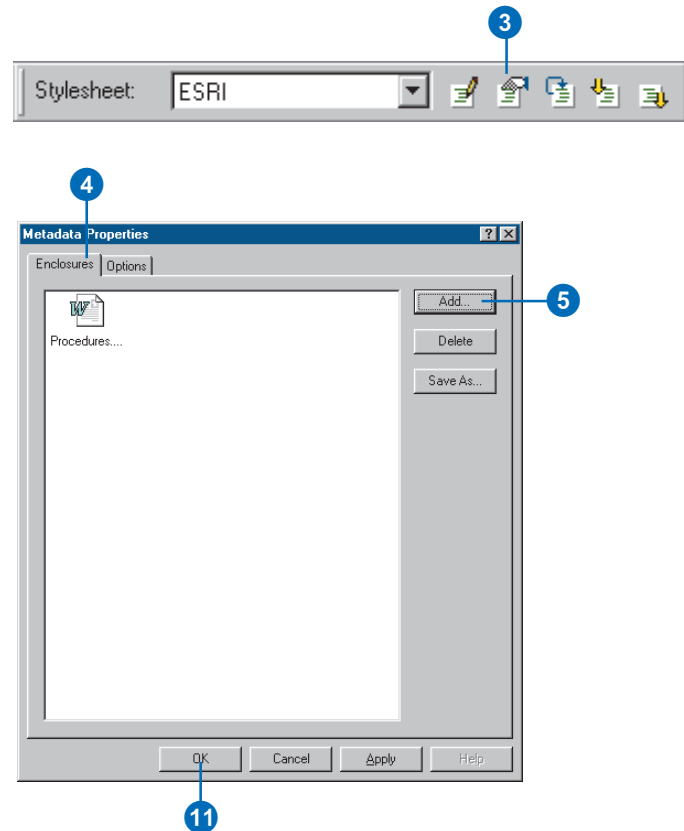 3
Stylesheet: ESRI
4
Metadata Properties
Enclosures Options
Add... 5
Procedures....
Delete
Save As...
OK Cancel Apply Help
11